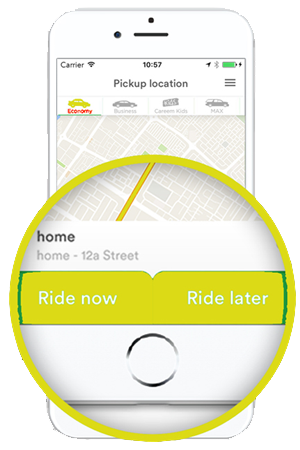 Carrier 10:57
Pickup location
Economy Business Careem Kids MAX
home
home - 12a Street
Ride now Ride later